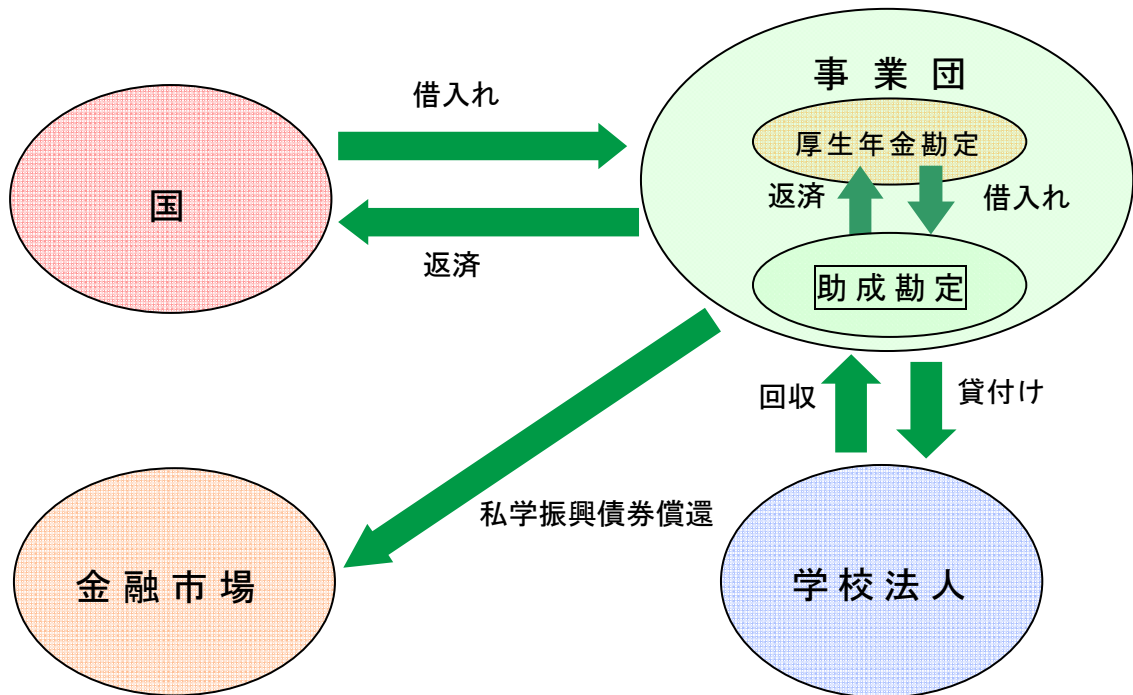 事業団
借入れ
厚生年金勘定
国
返済
借入れ
返済
助成勘定
回収
貸付け
私学振興債券償還
金融市場
学校法人